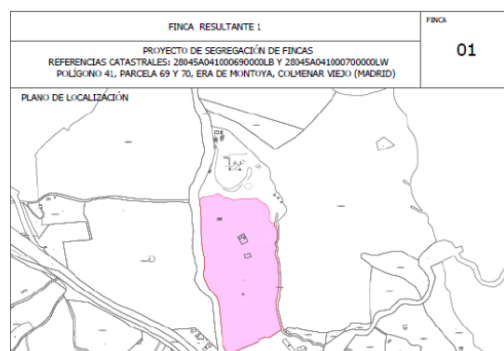 FINCA RESULTANTE 1
FINCA
01
PROYECTO DE SEGREGACIÓN DE FINCAS
REFERENCIAS CATASTRALES: 28045A041000690000LB Y 28045A041000700000LW
POLÍGONO 41, PARCELA 69 Y 70, ERA DE MONTOYA, COLMENAR VIEJO (MADRID)
PLANO DE LOCALIZACIÓN